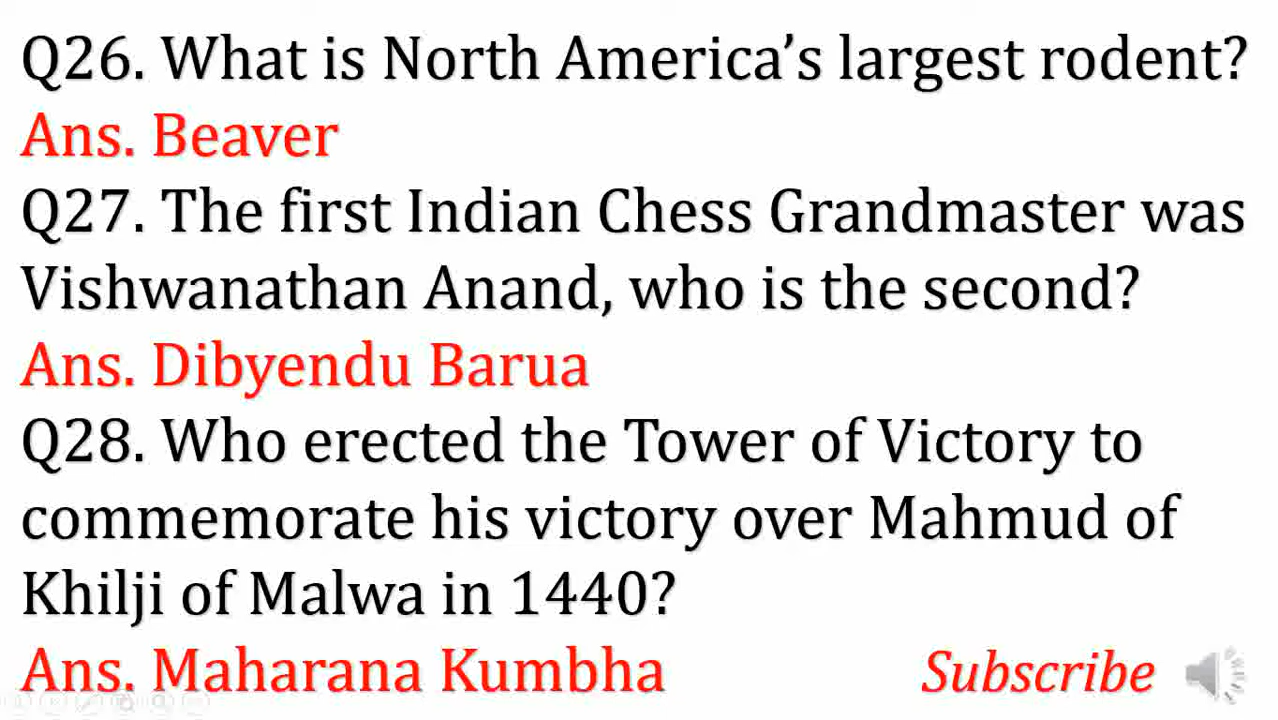 Q26. What is North America’s largest rodent?
Ans. Beaver
Q27. The first Indian Chess Grandmaster was
Vishwanathan Anand, who is the second?
Ans. Dibyendu Barua
Q28. Who erected the Tower of Victory to
commemorate his victory over Mahmud of
Khilji of Malwa in 1440?
Ans. Maharana Kumbha
Subscribe